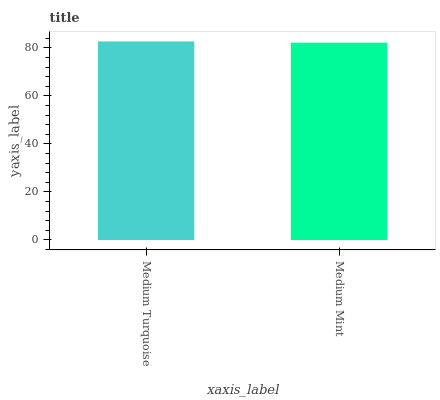 title
yaxis_label
80
60
40
20
0
Medium Turquoise
Medium Mint
xaxis_label